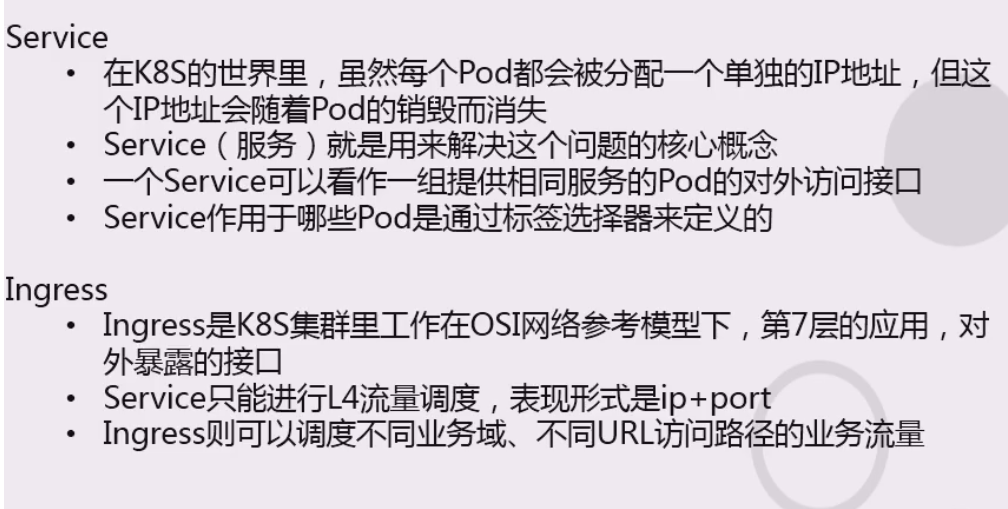 Service
• 在K8S的世界里，虽然每个Pod都会被分配一个单独的IP地址，但这
个IP地址会随着Pod的销毁而消失
• Service（服务）就是用来解决这个问题的核心概念
• 一个Service可以看作一组提供相同服务的Pod的对外访问接口
• Service作用于哪些Pod是通过标签选择器来定义的
Ingress
• Ingress是K8S集群里工作在OSI网络参考模型下，第7层的应用，对
外暴露的接口
• Service只能进行L4流量调度，表现形式是ip+port
• Ingress则可以调度不同业务域、不同URL访问路径的业务流量